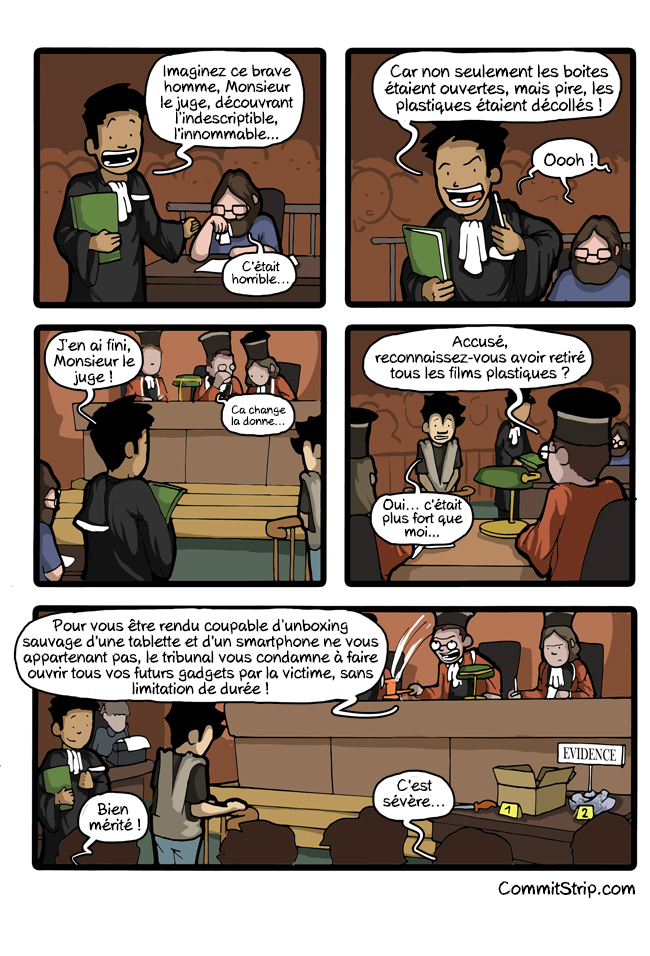 Imaginez ce brave
homme, Monsieur
le juge, découvrant
l'indescriptible,
l'innommable...
C'était
horrible...
Car non seulement les boites
étaient ouvertes, mais pire, les
plastiques étaient décollés !
Oooh !
J'en ai fini,
Monsieur le
juge !
Ca change
la donne...
Accusé,
reconnaissez-vous avoir retiré
tous les films plastiques ?
Oui... c'était
plus fort que
moi...
Pour vous être rendu coupable d'unboxing
sauvage d'une tablette et d'un smartphone ne vous
appartenant pas, le tribunal vous condamne à faire
ouvrir tous vos futurs gadgets par la victime, sans
limitation de durée !
EVIDENCE
C'est
sévère...
1
2
Bien
mérité !
CommitStrip.com